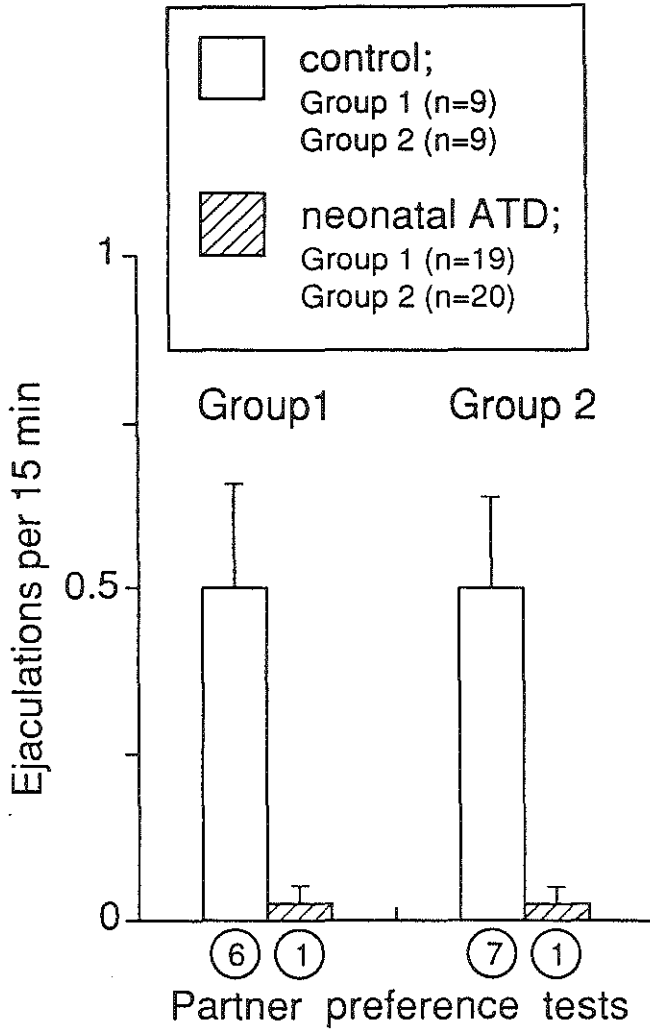 control;
Group 1 (n=9)
Group 2 (n=9)
neonatal ATD;
Group 1 (n=19)
Group 2 (n=20)
1
Group1 Group 2
Ejaculations per 15 min
0.5
0
6 1 7 1
Partner preference tests